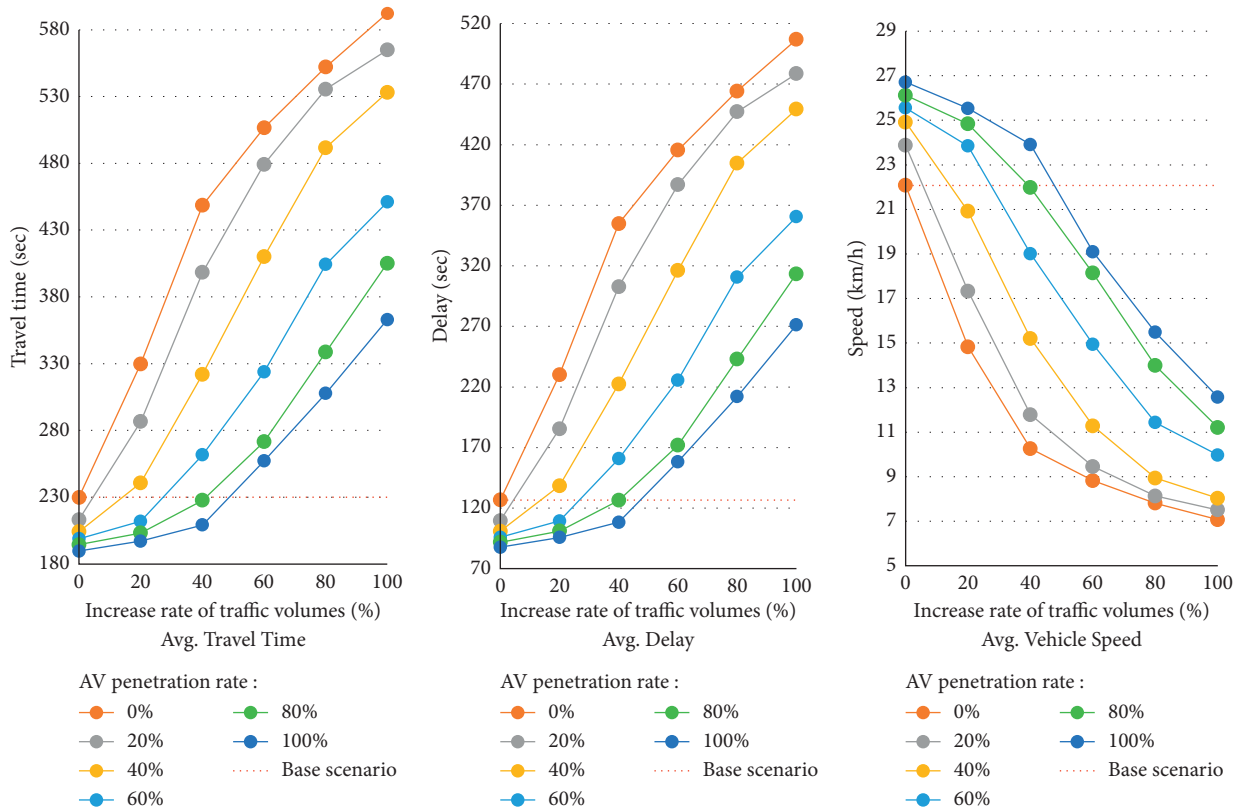 580
530
480
430
380
330
280
230
180
Travel time (sec)
0 20 40 60 80 100
Increase rate of traffic volumes (%)
Avg. Travel Time
AV penetration rate :
0%
20%
40%
60%
80%
100%
Base scenario
520
470
420
370
320
270
220
170
120
70
Delay (sec)
0 20 40 60 80 100
Increase rate of traffic volumes (%)
Avg. Delay
AV penetration rate :
0%
20%
40%
60%
80%
100%
Base scenario
29
27
25
23
21
19
17
15
13
11
9
7
5
Speed (km/h)
0 20 40 60 80 100
Increase rate of traffic volumes (%)
Avg. Vehicle Speed
AV penetration rate :
0%
20%
40%
60%
80%
100%
Base scenario